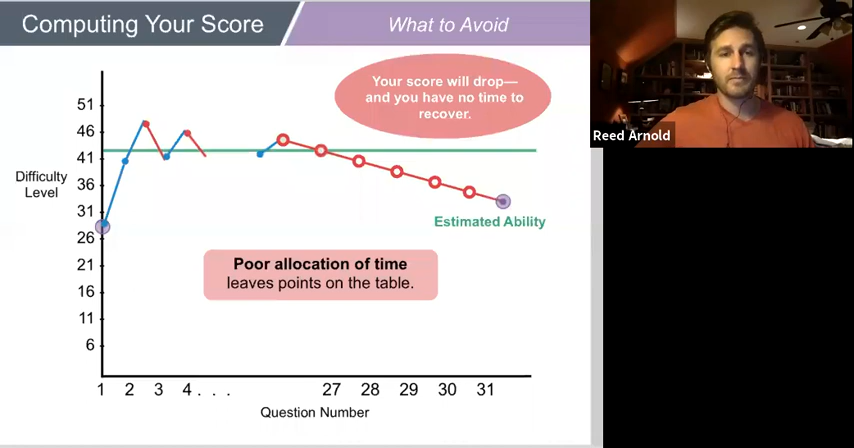 Computing Your Score
What to Avoid
Your score will drop—
and you have no time to
recover.
Reed Arnold
51
46
41
36
31
26
21
16
11
6
Difficulty
Level
Estimated Ability
Poor allocation of time
leaves points on the table.
1 2 3 4 . . . 27 28 29 30 31
Question Number